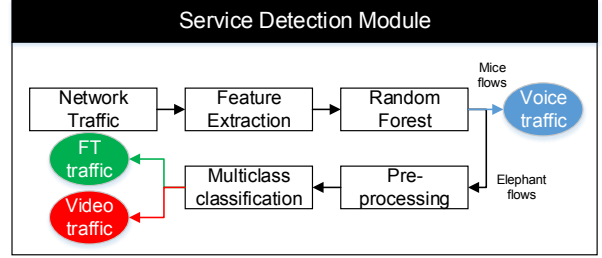 Service Detection Module
Network
Traffic
Feature
Extraction
Random
Forest
Mice
flows
Voice
traffic
Elephant
flows
Pre-
processing
Multiclass
classification
FT
traffic
Video
traffic